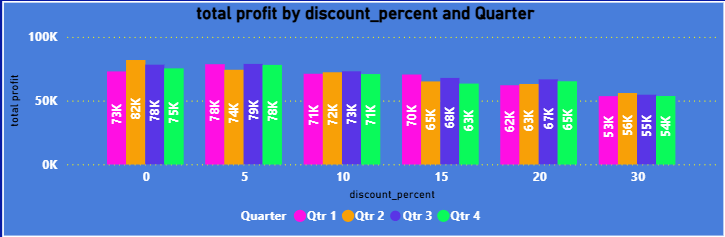 total profit by discount_percent and Quarter
100K
50K
0K
total profit
73K 82K 78K 75K
78K 74K 79K 78K
71K 72K 73K 71K
70K 65K 68K 63K
62K 63K 67K 65K
53K 56K 55K 54K
0 5 10 15 20 30
discount_percent
Quarter Qtr 1 Qtr 2 Qtr 3 Qtr 4